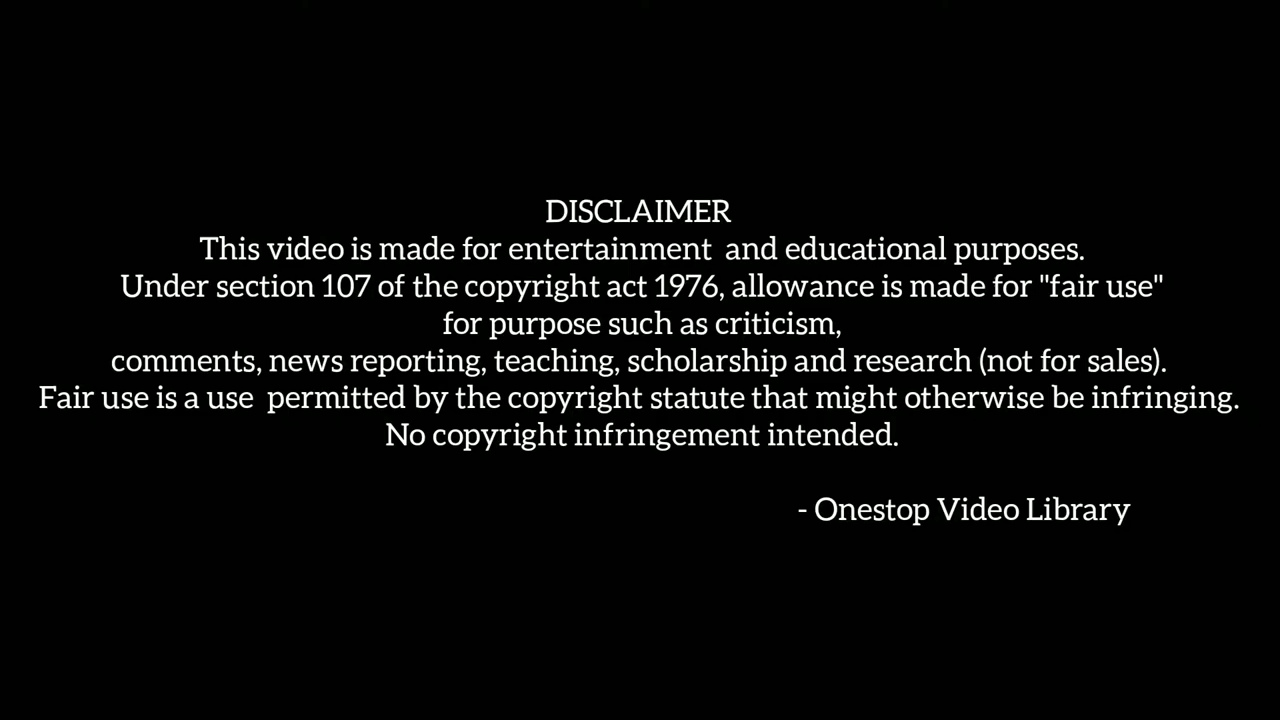 DISCLAIMER
This video is made for entertainment  and educational purposes.
Under section 107 of the copyright act 1976, allowance is made for "fair use"
for purpose such as criticism,
comments, news reporting, teaching, scholarship and research (not for sales).
Fair use is a use  permitted by the copyright statute that might otherwise be infringing.
No copyright infringement intended.
- Onestop Video Library